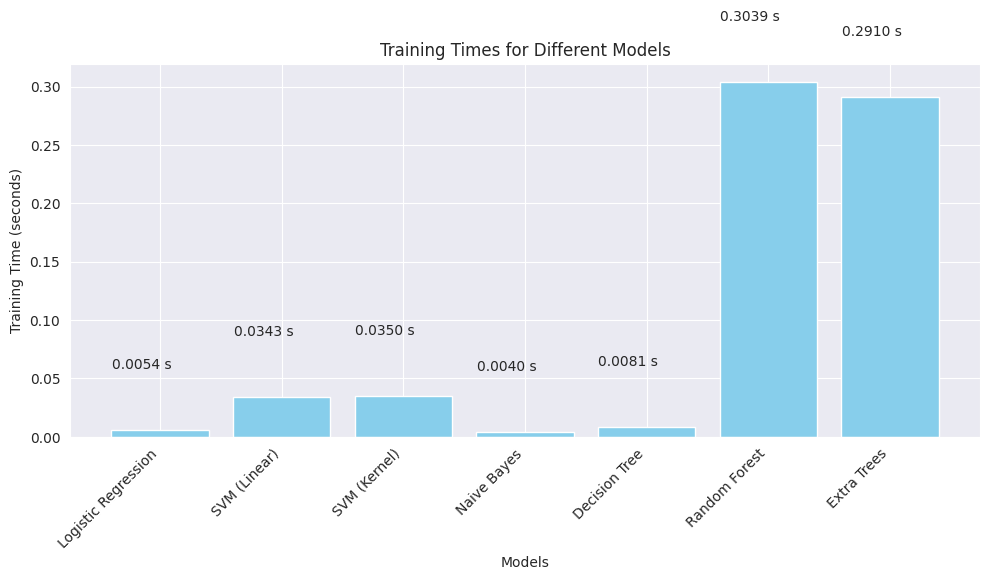 0.3039 s
0.2910 s
Training Times for Different Models
Training Time (seconds)
0.30
0.25
0.20
0.15
0.10
0.05
0.00
0.0054 s
0.0343 s
0.0350 s
0.0040 s
0.0081 s
Logistic Regression
SVM (Linear)
SVM (Kernel)
Naive Bayes
Decision Tree
Random Forest
Extra Trees
Models